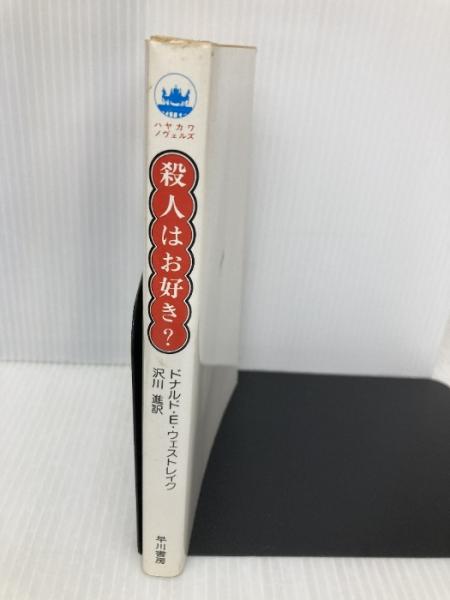 ハヤカワ
ノヴェルズ
殺人はお好き?
ドナルド・E・ウェストレイク
沢川 進訳
早川書房